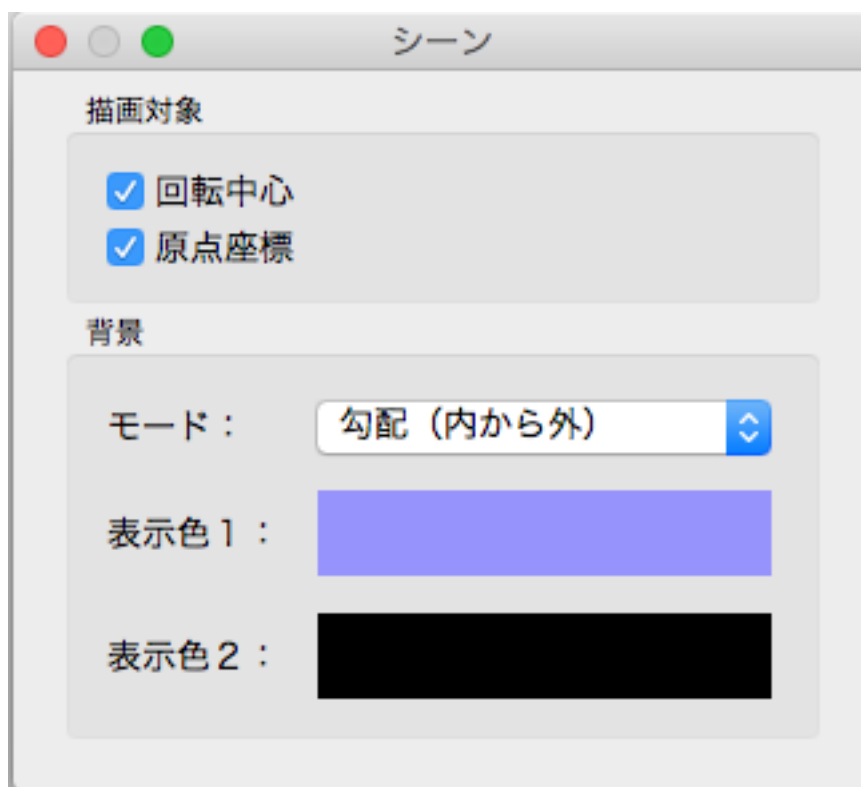 シーン
描画対象
回転中心
原点座標
背景
モード： 勾配（内から外）
表示色１：
表示色２：